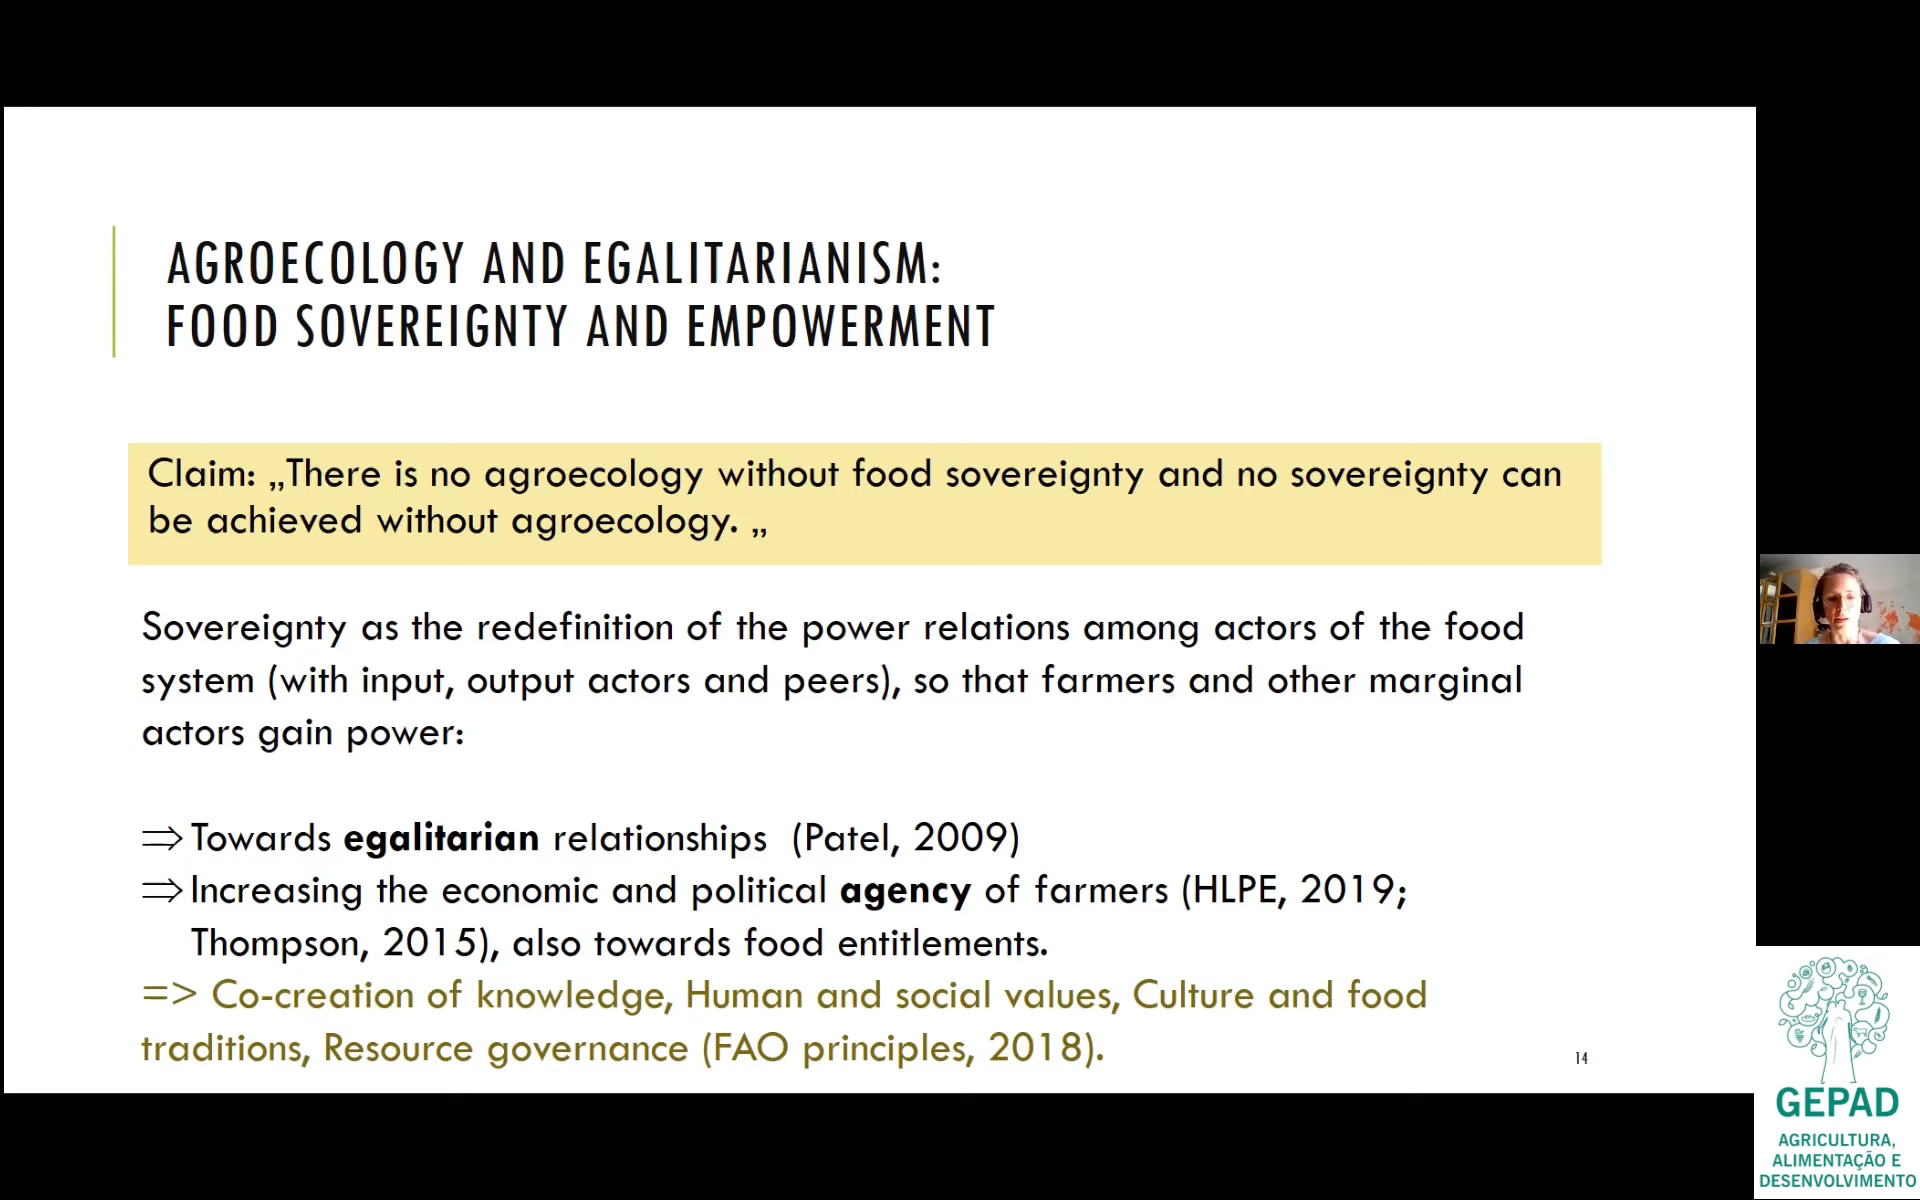 AGROECOLOGY AND EGALITARIANISM:
FOOD SOVEREIGNTY AND EMPOWERMENT
Claim: „There is no agroecology without food sovereignty and no sovereignty can
be achieved without agroecology. „
Sovereignty as the redefinition of the power relations among actors of the food
system (with input, output actors and peers), so that farmers and other marginal
actors gain power:
⇒ Towards egalitarian relationships (Patel, 2009)
⇒ Increasing the economic and political agency of farmers (HLPE, 2019;
Thompson, 2015), also towards food entitlements.
=> Co-creation of knowledge, Human and social values, Culture and food
traditions, Resource governance (FAO principles, 2018).
14
GEPAD
AGRICULTURA,
ALIMENTAÇÃO E
DESENVOLVIMENTO